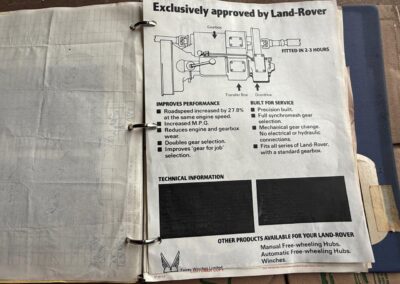 Exclusively approved by Land-Rover
Gearbox
FITTED IN 2-3 HOURS
Transfer Box
Overdrive
IMPROVES PERFORMANCE
■ Roadspeed increased by 27.8%
at the same engine speed.
■ Increased M.P.G.
■ Reduces engine and gearbox
wear.
■ Doubles gear selection.
■ Improves 'gear for job'
selection.
BUILT FOR SERVICE
■ Precision built.
■ Full synchromesh gear
selection.
■ Mechanical gear change.
No electrical or hydraulic
connections.
■ Fits all series of Land-Rover,
with a standard gearbox.
TECHNICAL INFORMATION
OTHER PRODUCTS AVAILABLE FOR YOUR LAND-ROVER
Manual Free-wheeling Hubs.
Automatic Free-wheeling Hubs.
Winches.
Fairey Winches Limited